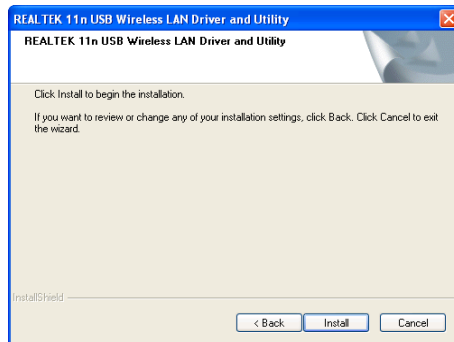 REALTEK 11n USB Wireless LAN Driver and Utility
REALTEK 11n USB Wireless LAN Driver and Utility
Click Install to begin the installation.
If you want to review or change any of your installation settings, click Back. Click Cancel to exit
the wizard.
InstallShield
< Back
Install
Cancel